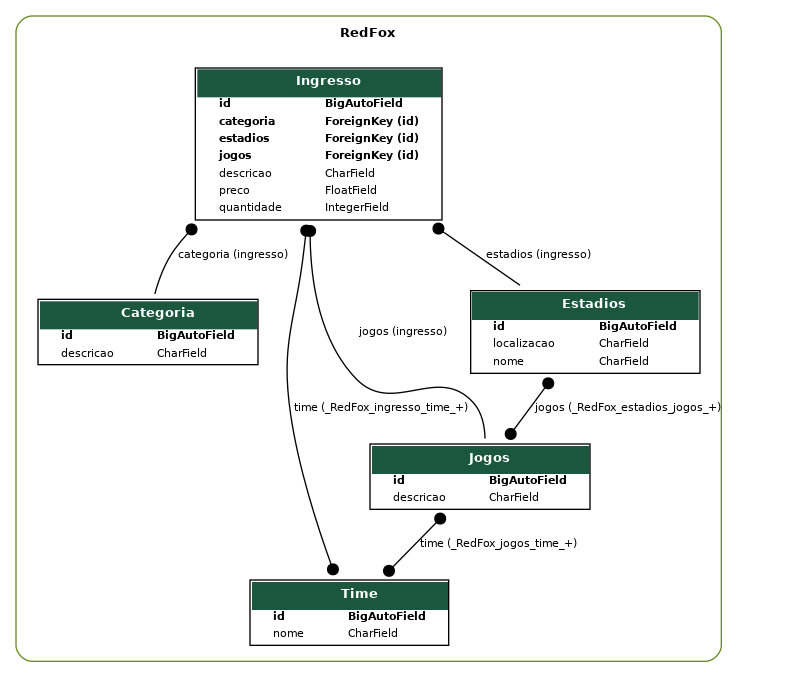 RedFox
Ingresso
id BigAutoField
categoria ForeignKey (id)
estadios ForeignKey (id)
jogos ForeignKey (id)
descricao CharField
preco FloatField
quantidade IntegerField
categoria (ingresso)
estadios (ingresso)
Categoria
id BigAutoField
descricao CharField
Estadios
id BigAutoField
localizacao CharField
nome CharField
jogos (ingresso)
time (_RedFox_ingresso_time_+)
jogos (_RedFox_estadios_jogos_+)
Jogos
id BigAutoField
descricao CharField
time (_RedFox_jogos_time_+)
Time
id BigAutoField
nome CharField